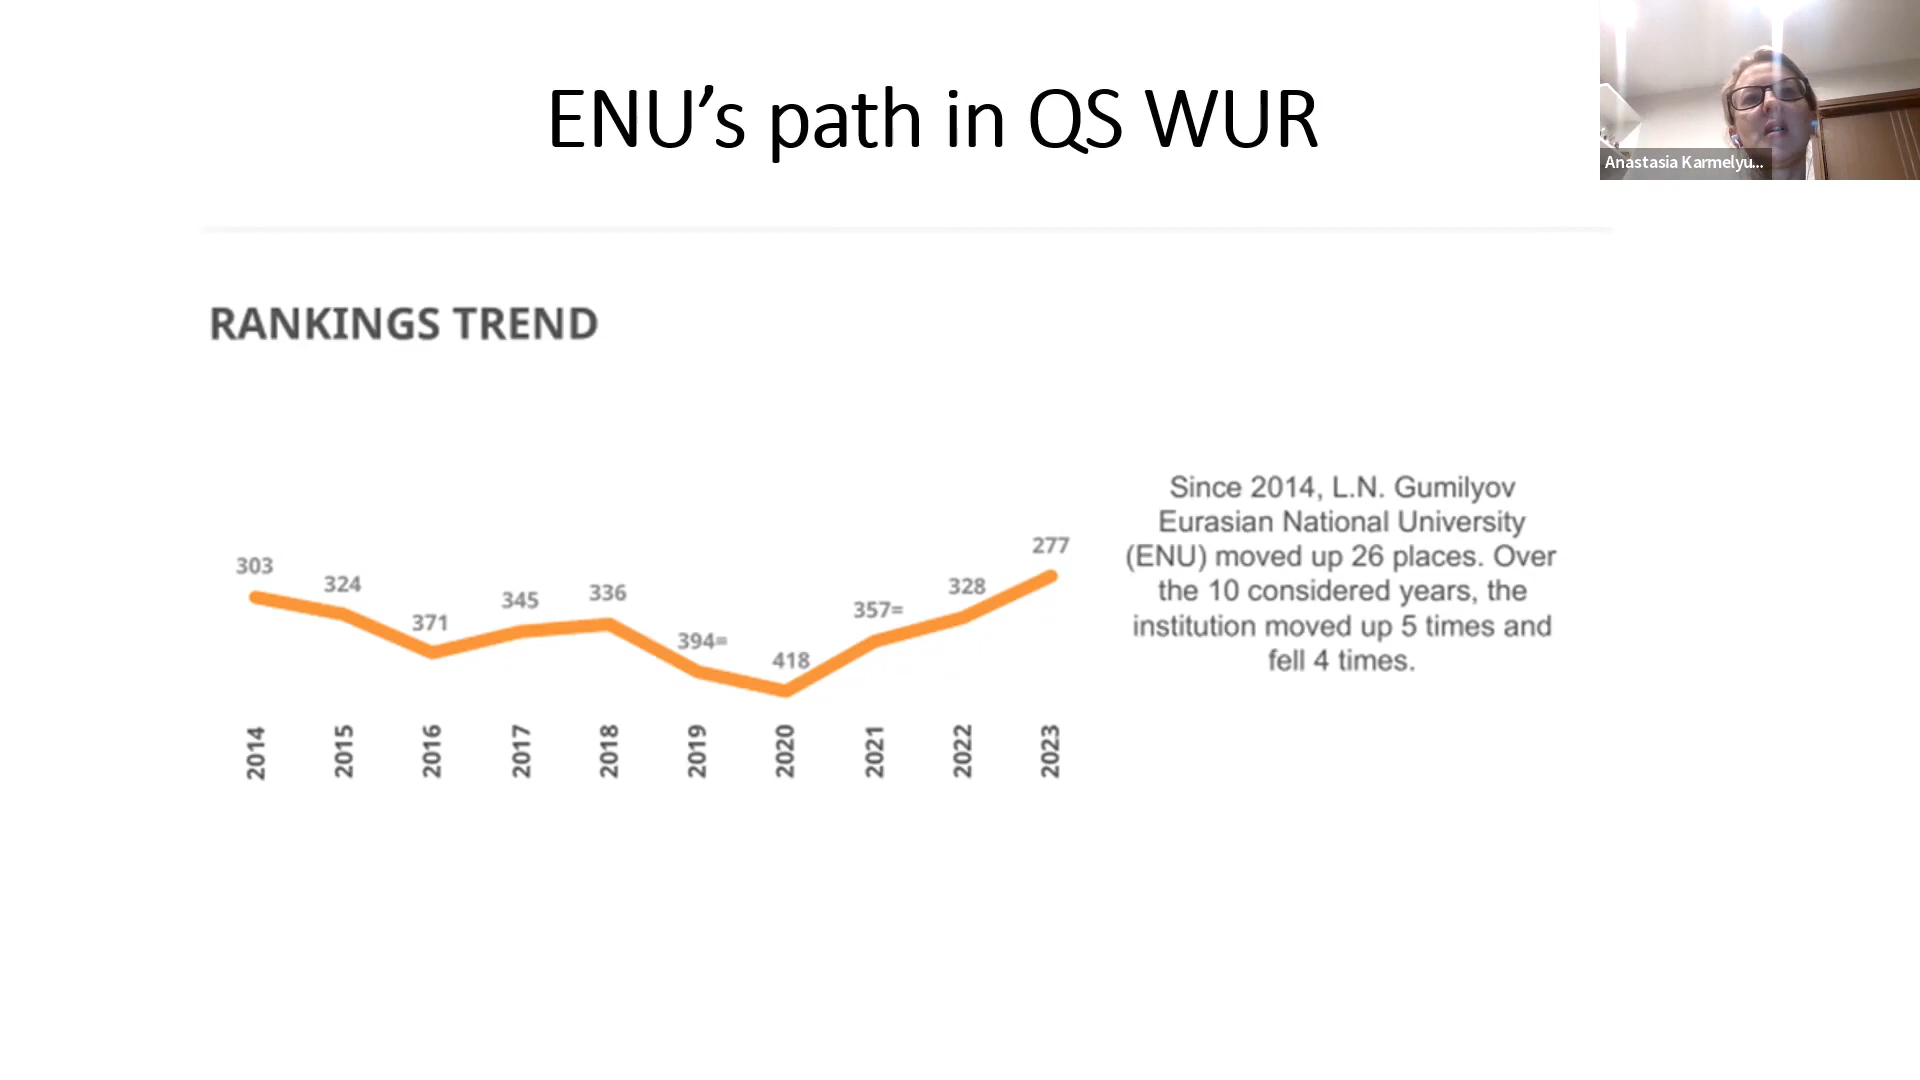 ENU’s path in QS WUR
Anastasia Karmelyu...
RANKINGS TREND
303
324
371
345
336
394=
418
357=
328
277
2014
2015
2016
2017
2018
2019
2020
2021
2022
2023
Since 2014, L.N. Gumilyov
Eurasian National University
(ENU) moved up 26 places. Over
the 10 considered years, the
institution moved up 5 times and
fell 4 times.